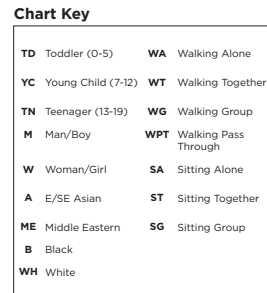 Chart Key
TD Toddler (0-5) WA Walking Alone
YC Young Child (7-12) WT Walking Together
TN Teenager (13-19) WG Walking Group
M Man/Boy WPT Walking Pass
Through
W Woman/Girl SA Sitting Alone
A E/SE Asian ST Sitting Together
ME Middle Eastern SG Sitting Group
B Black
WH White